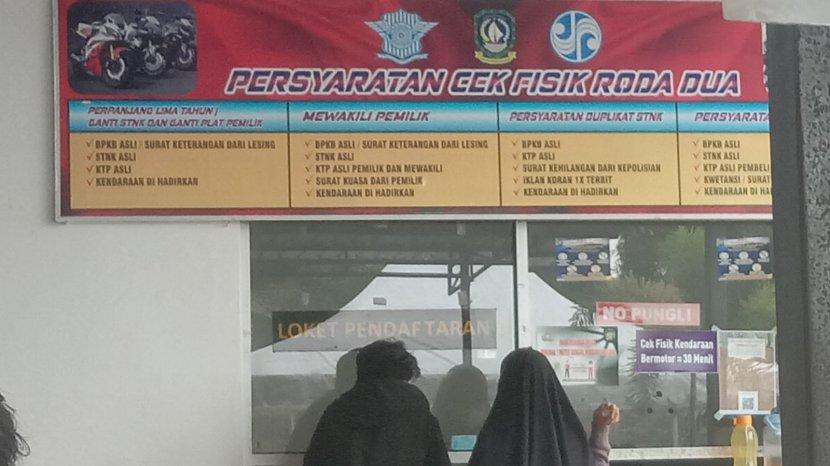 PERSYARATAN CEK FISIK RODA DUA
PERPANJANG LIMA TAHUN /
GANTI STNK DAN GANTI PLAT PEMILIK
✓ BPKB ASLI / SURAT KETERANGAN DARI LESING
✓ STNK ASLI
✓ KTP ASLI
✓ KENDARAAN DI HADIRKAN
MEWAKILI PEMILIK
✓ BPKB ASLI / SURAT KETERANGAN DARI LESING
✓ STNK ASLI
✓ KTP ASLI PEMILIK DAN MEWAKILI
✓ SURAT KUASA DARI PEMILIK
✓ KENDARAAN DI HADIRKAN
PERSYARATAN DUPLIKAT STNK
✓ BPKB ASLI
✓ KTP ASLI
✓ SURAT KEHILANGAN DARI KEPOLISIAN
✓ IKLAN KORAN 1X TERBIT
✓ KENDARAAN DI HADIRKAN
PERSYARATA
✓ BPKB ASLI
✓ STNK ASLI
✓ KTP ASLI PEMBELI
✓ KWETANSI / SURAT
✓ KENDARAAN DI HAD
LOKET PENDAFTARAN
NO PUNGLI
Cek Fisik Kendaraan
Bermotor = 30 Menit